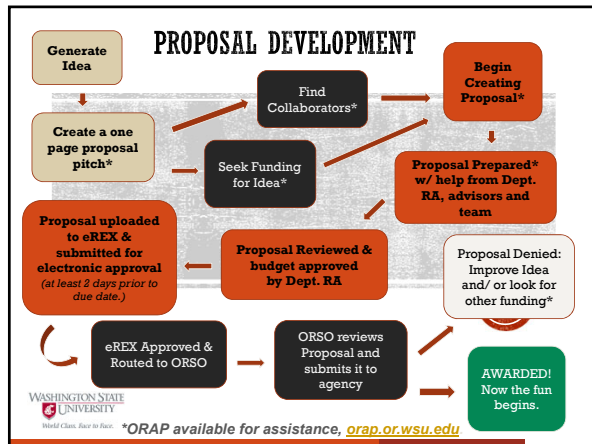 PROPOSAL DEVELOPMENT
Generate
Idea
Create a one
page proposal
pitch*
Find
Collaborators*
Seek Funding
for Idea*
Begin
Creating
Proposal*
Proposal Prepared*
w/ help from Dept.
RA, advisors and
team
Proposal Reviewed &
budget approved
by Dept. RA
Proposal uploaded
to eREX &
submitted for
electronic approval
(at least 2 days prior to
due date.)
eREX Approved &
Routed to ORSO
ORSO reviews
Proposal and
submits it to
agency
Proposal Denied:
Improve Idea
and/ or look for
other funding*
AWARDED!
Now the fun
begins.
WASHINGTON STATE
UNIVERSITY
World Class. Face to Face.
*ORAP available for assistance, orap.or.wsu.edu